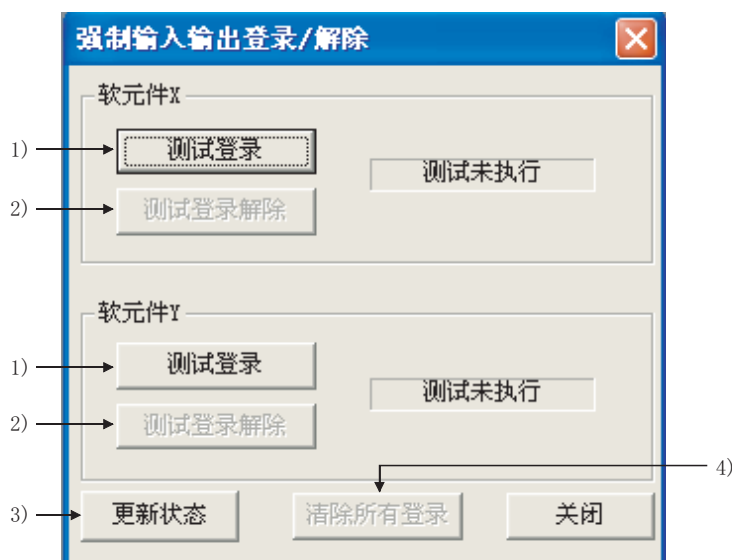 强制输入输出登录/解除
软元件X
1)
测试登录
测试未执行
2)
测试登录解除
软元件Y
1)
测试登录
测试未执行
2)
测试登录解除
4)
3)
更新状态
清除所有登录
关闭